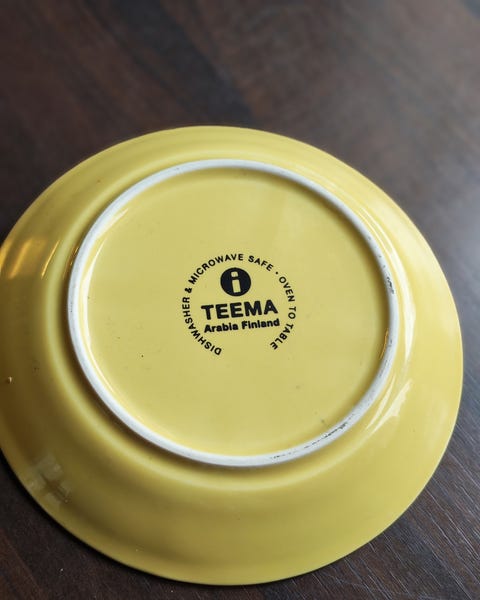 DISHWASHER & MICROWAVE SAFE · OVEN TO TABLE
i
TEEMA
Arabia Finland